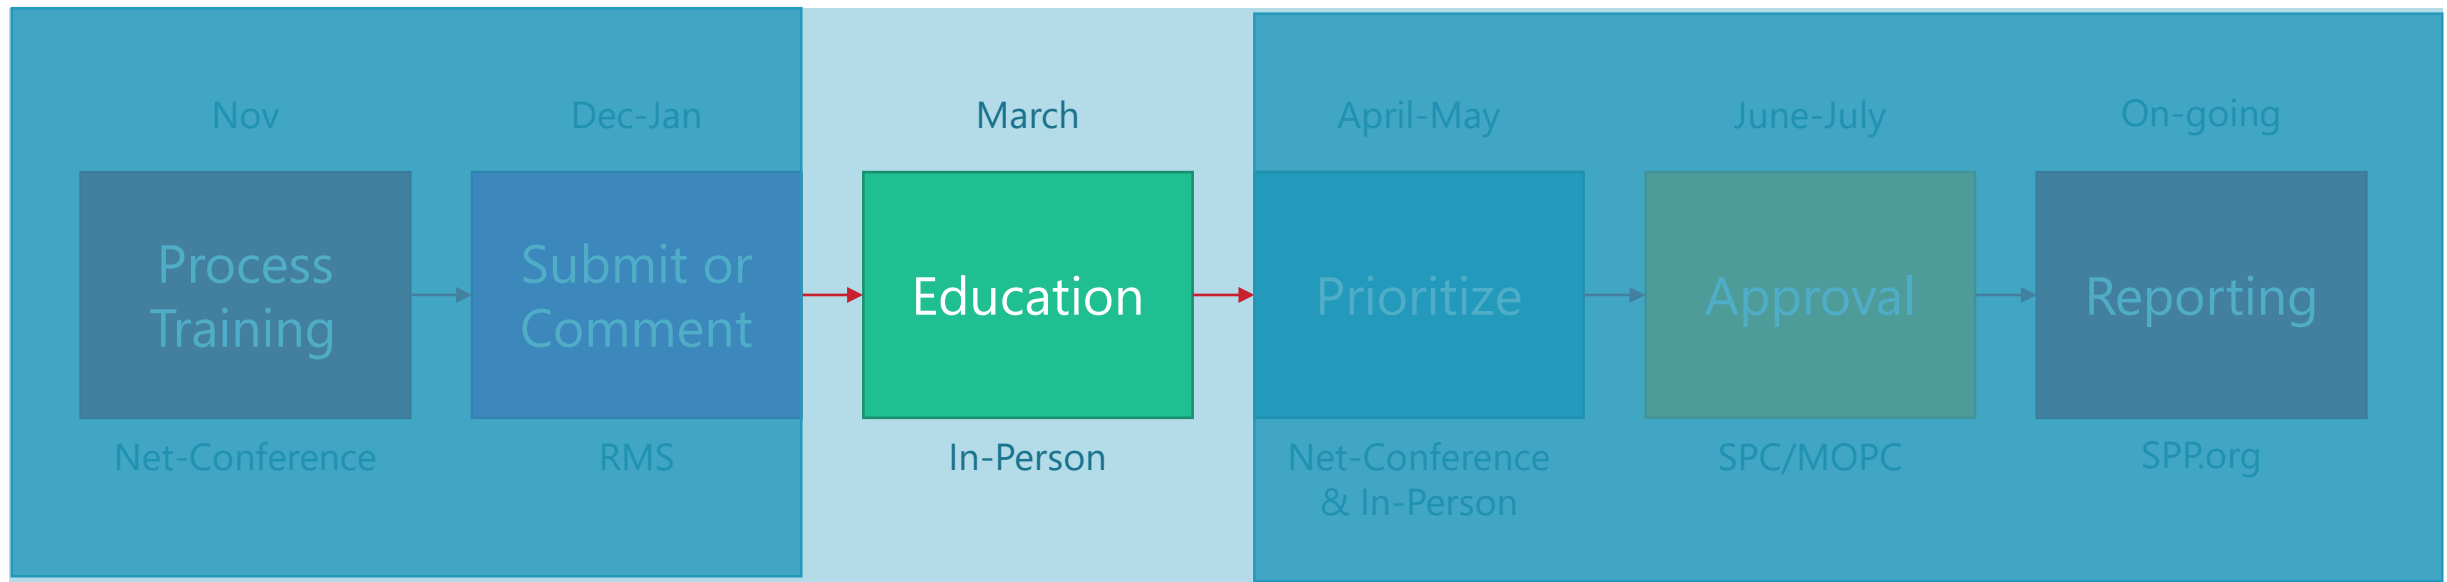 Nov
Dec-Jan
March
April-May
June-July
On-going
Process
Training
Submit or
Comment
Education
Prioritize
Approval
Reporting
Net-Conference
RMS
In-Person
Net-Conference
& In-Person
SPC/MOPC
SPP.org